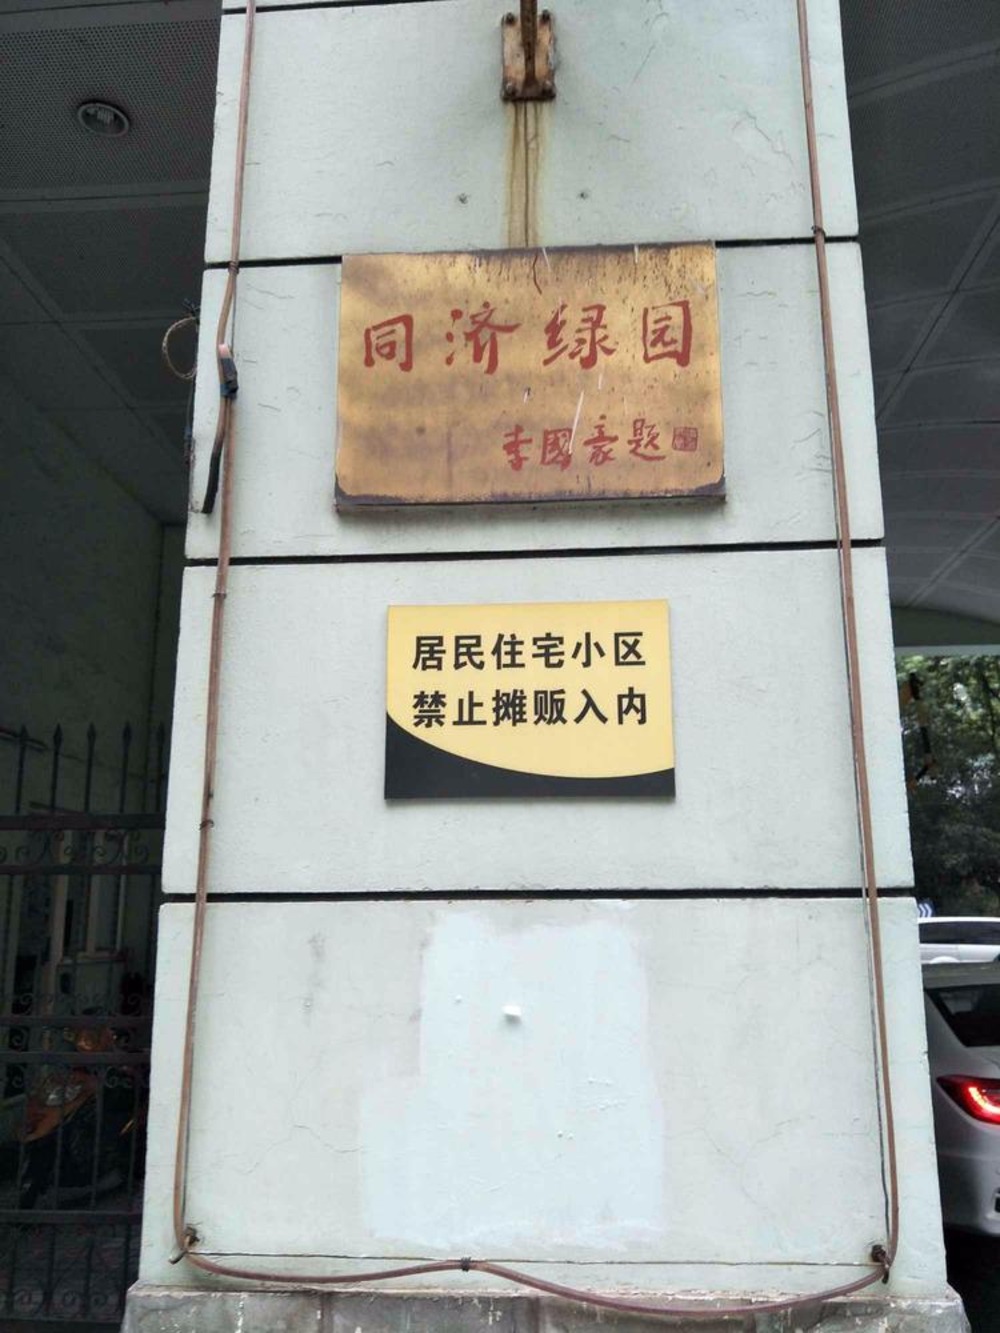 同济绿园
李國豪题
居民住宅小区
禁止摊贩入内